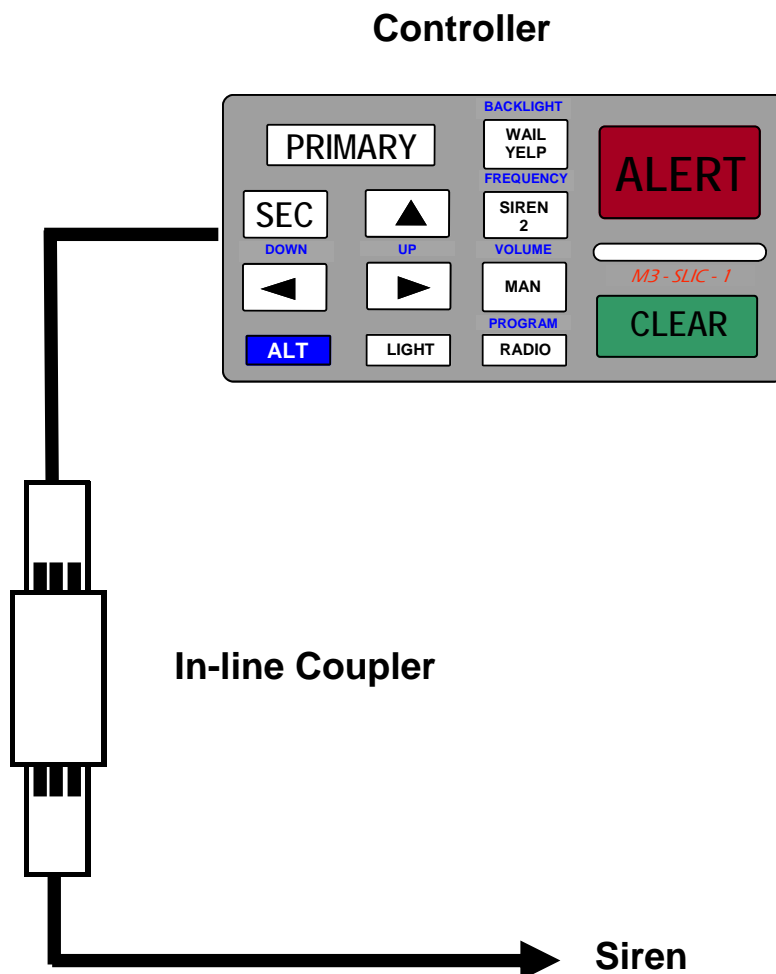 Controller
BACKLIGHT
PRIMARY
WAIL
YELP
ALERT
FREQUENCY
SEC
SIREN
2
DOWN
UP
VOLUME
M3 - SLIC - 1
MAN
CLEAR
PROGRAM
ALT
LIGHT
RADIO
In-line Coupler
Siren